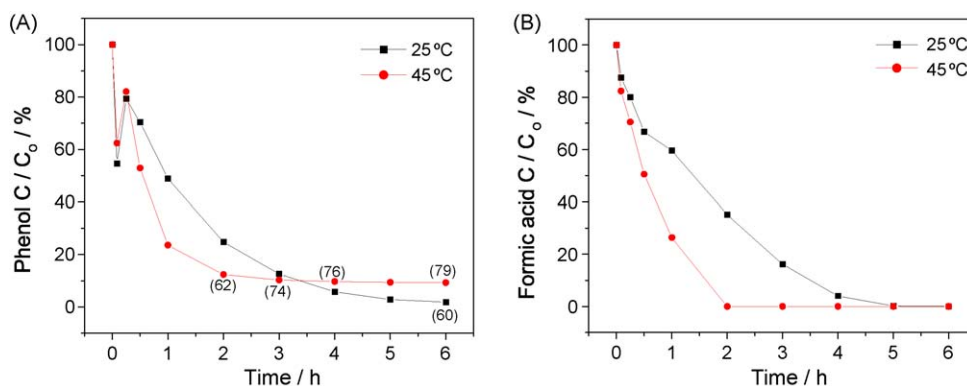 (A)
Phenol C / C₀ / %
100
80
60
40
20
0
25 ºC
45 ºC
(62)
(74)
(76)
(79)
(60)
0 1 2 3 4 5 6
Time / h
(B)
Formic acid C / C₀ / %
100
80
60
40
20
0
25 ºC
45 ºC
0 1 2 3 4 5 6
Time / h